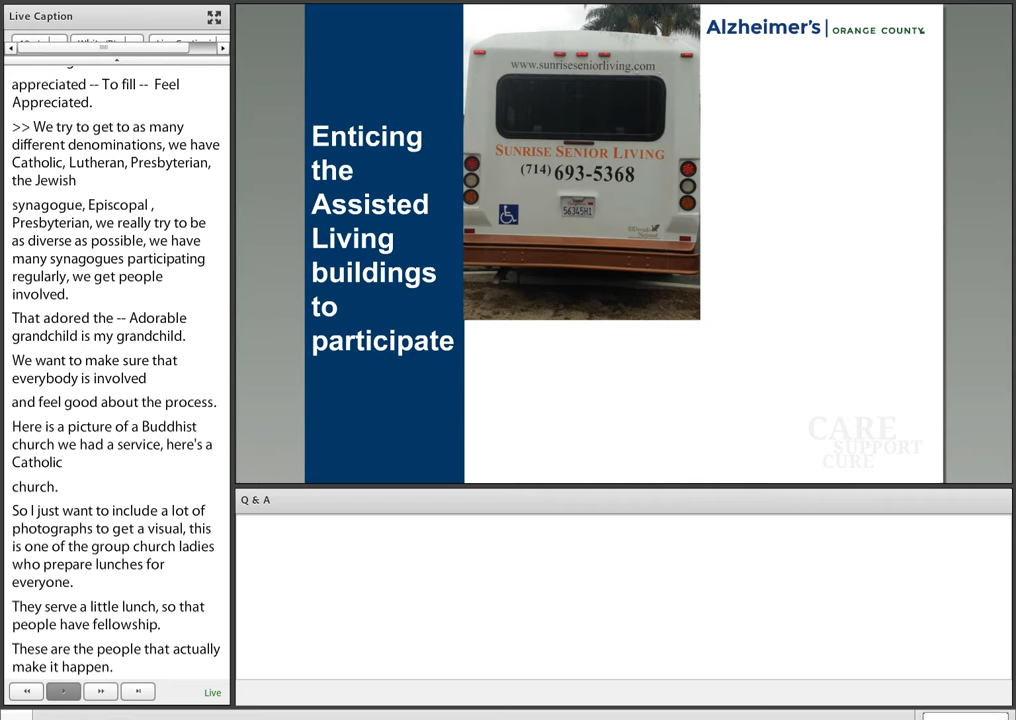 Live Caption
appreciated -- To fill -- Feel
Appreciated.
>> We try to get to as many
different denominations, we have
Catholic, Lutheran, Presbyterian,
the Jewish
synagogue, Episcopal ,
Presbyterian, we really try to be
as diverse as possible, we have
many synagogues participating
regularly, we get people
involved.
That adored the -- Adorable
grandchild is my grandchild.
We want to make sure that
everybody is involved
and feel good about the process.
Here is a picture of a Buddhist
church we had a service, here's a
Catholic
church.
So I just want to include a lot of
photographs to get a visual, this
is one of the group church ladies
who prepare lunches for
everyone.
They serve a little lunch, so that
people have fellowship.
These are the people that actually
make it happen.
Live
Enticing
the
Assisted
Living
buildings
to
participate
www.sunriseseniorliving.com
SUNRISE SENIOR LIVING
(714) 693-5368
56345H1
Alzheimer's | ORANGE COUNTY
CARE
SUPPORT
CURE
Q & A